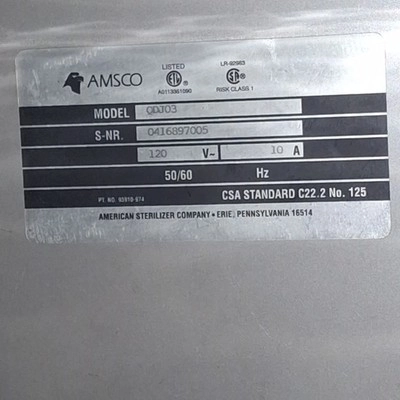 AMSCO
LISTED
ETL
LR-92983
RISK CLASS 1
MODEL QDJ03
S-NR. 0416897005
120 V~ 10 A
50/60 Hz
CSA STANDARD C22.2 No. 125
AMERICAN STERILIZER COMPANY • ERIE, PENNSYLVANIA 16514